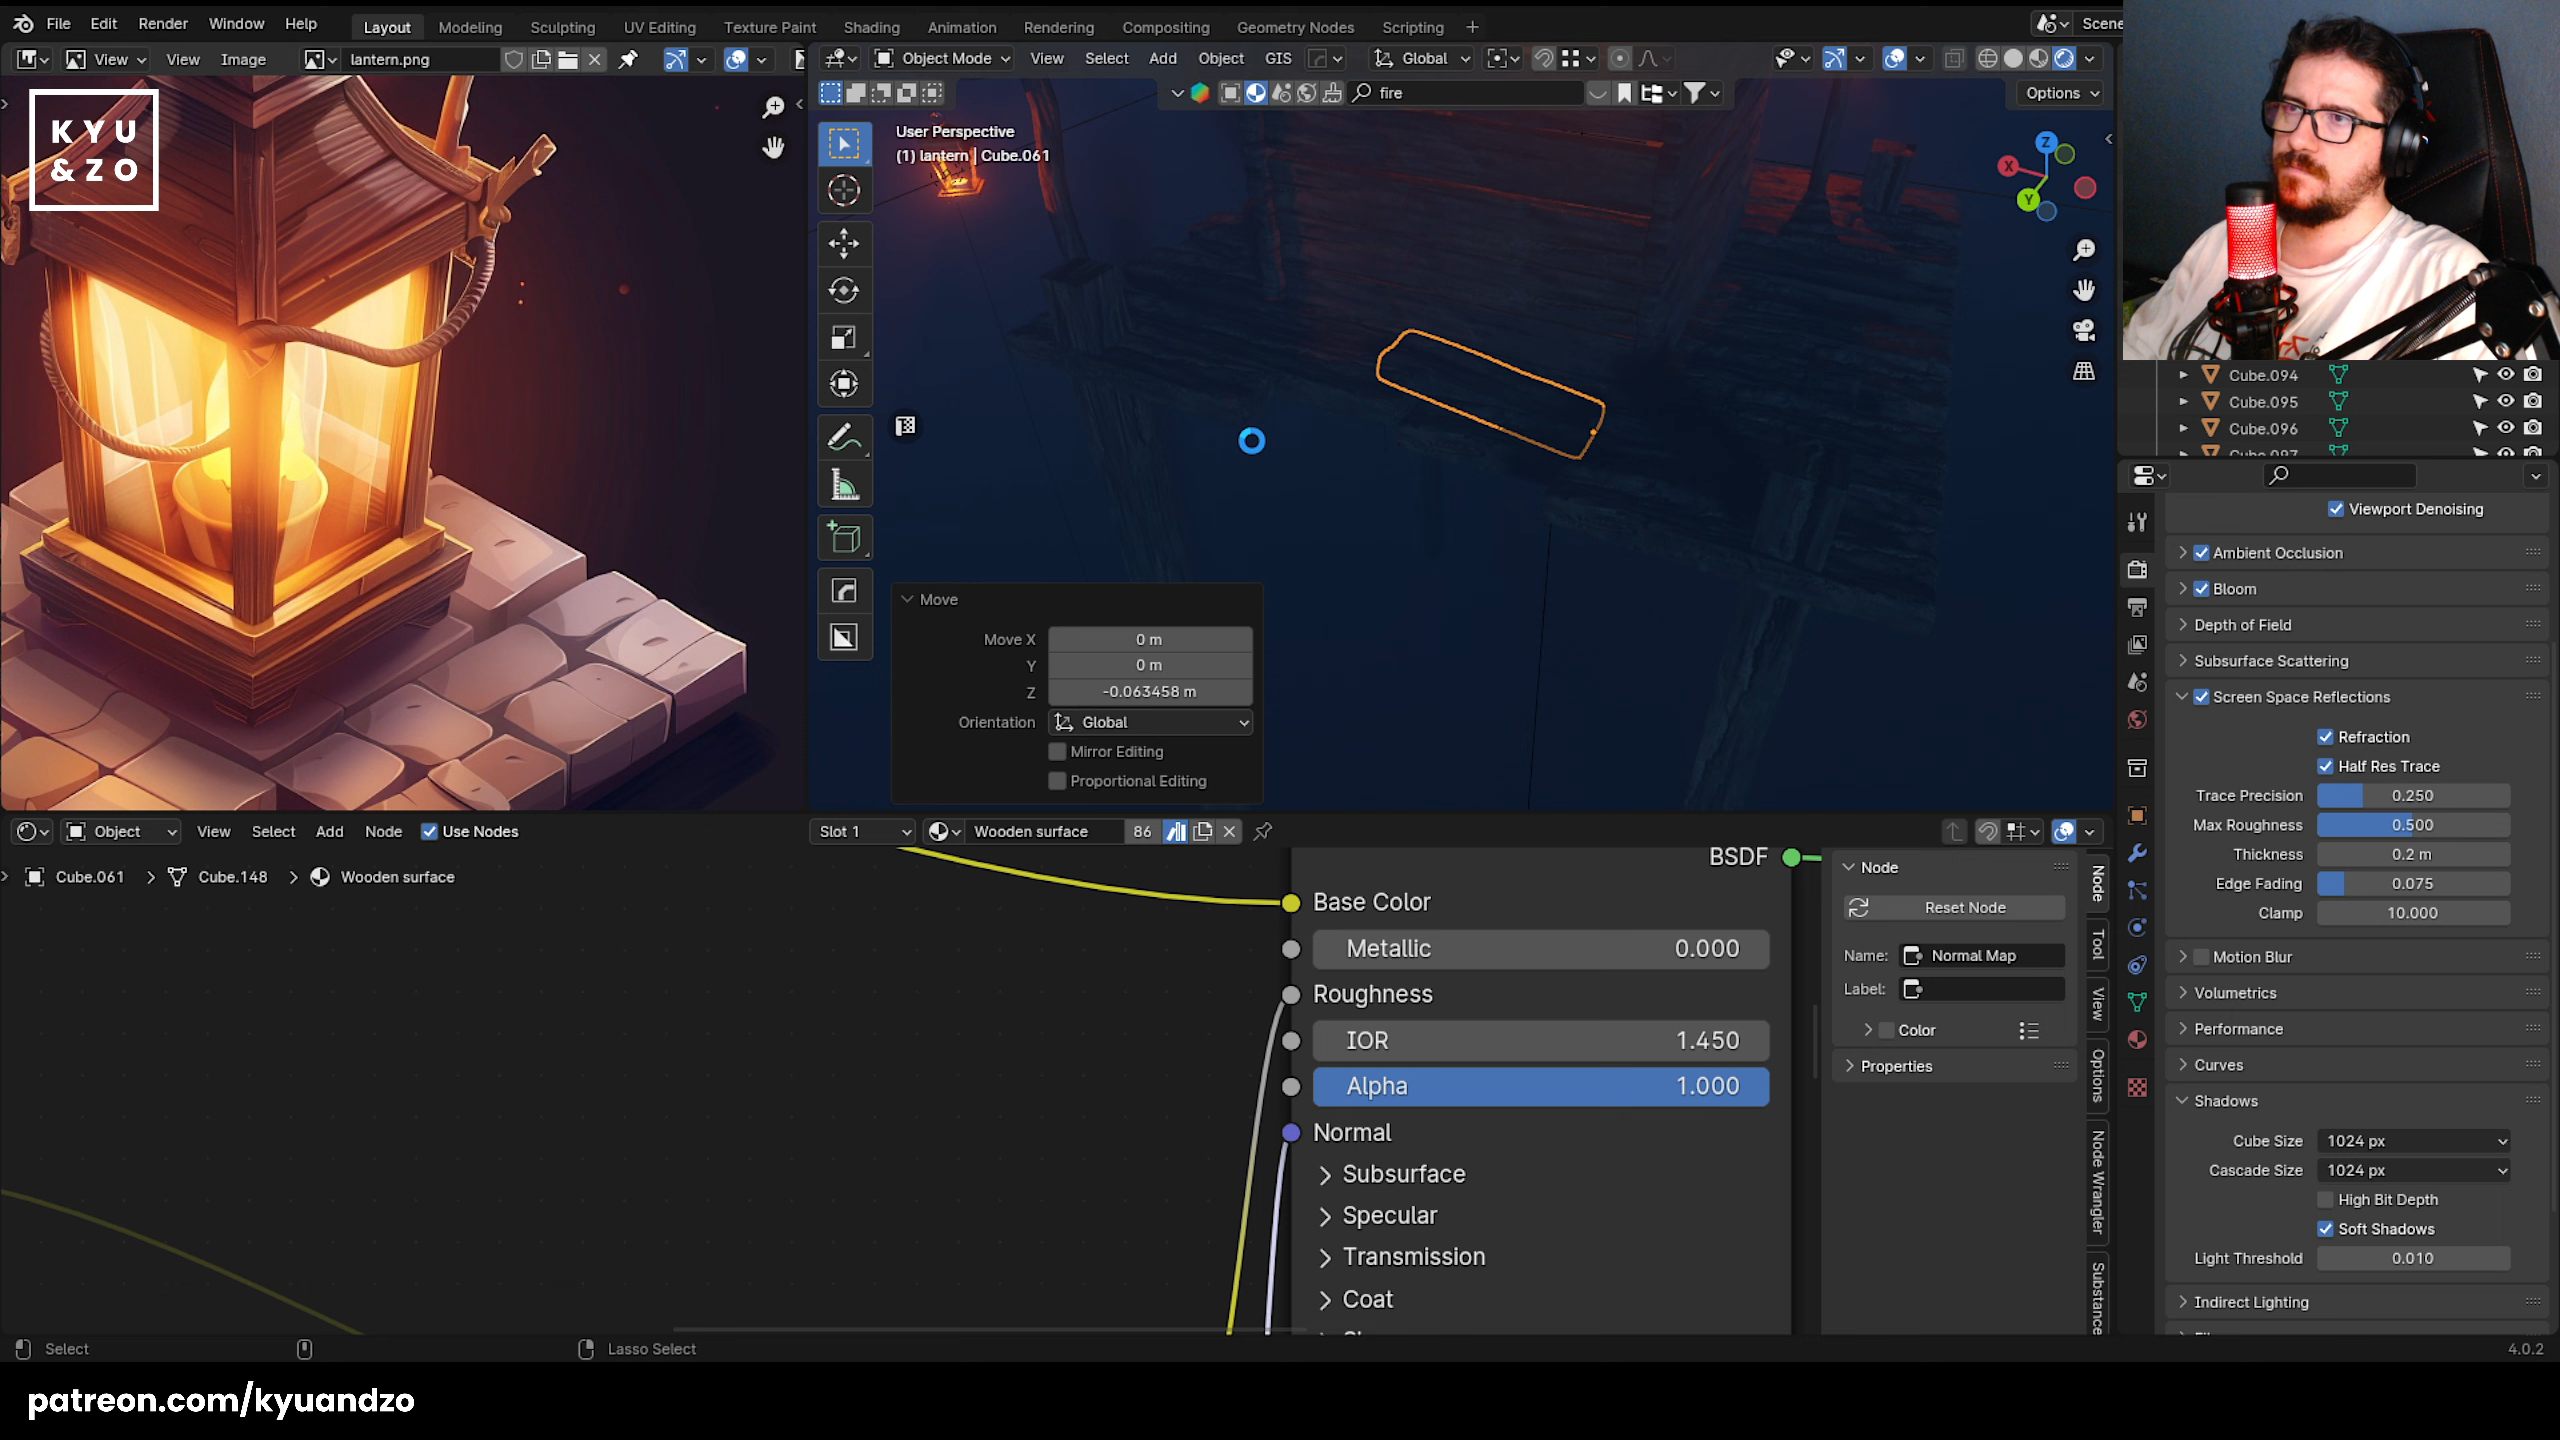 File Edit Render Window Help Layout Modeling Sculpting UV Editing Texture Paint Shading Animation Rendering Compositing Geometry Nodes Scripting + Scene
View View Image lantern.png
Object Mode View Select Add Object GIS Global
fire Options
KYU
&ZO
User Perspective
(1) lantern | Cube.061
Z
X
Y
Cube.094
Cube.095
Cube.096
Cube.097
Move
Move X 0 m
Y 0 m
Z -0.063458 m
Orientation Global
Mirror Editing
Proportional Editing
Viewport Denoising
Ambient Occlusion
Bloom
Depth of Field
Subsurface Scattering
Screen Space Reflections
Refraction
Half Res Trace
Trace Precision 0.250
Max Roughness 0.500
Thickness 0.2 m
Edge Fading 0.075
Clamp 10.000
Motion Blur
Volumetrics
Performance
Curves
Shadows
Cube Size 1024 px
Cascade Size 1024 px
High Bit Depth
Soft Shadows
Light Threshold 0.010
Indirect Lighting
Object View Select Add Node Use Nodes Slot 1 Wooden surface 86
Cube.061 > Cube.148 > Wooden surface
BSDF
Base Color
Metallic 0.000
Roughness
IOR 1.450
Alpha 1.000
Normal
Subsurface
Specular
Transmission
Coat
Node
Reset Node
Name: Normal Map
Label:
Color
Properties
Node
Tool
View
Options
Node Wrangler
Substance
Select Lasso Select 4.0.2
patreon.com/kyuandzo